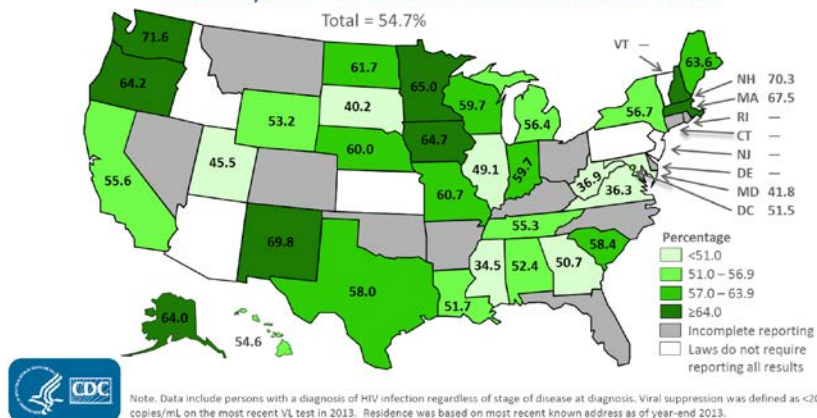 Total = 54.7%
71.6
64.2
55.6
45.5
53.2
69.8
61.7
40.2
60.0
58.0
65.0
64.7
60.7
51.7
59.7
49.1
34.5
56.4
59.7
55.3
52.4
50.7
36.9
36.3
58.4
56.7
63.6
64.0
54.6
VT —
NH 70.3
MA 67.5
RI —
CT —
NJ —
DE —
MD 41.8
DC 51.5
Percentage
<51.0
51.0 – 56.9
57.0 – 63.9
≥64.0
Incomplete reporting
Laws do not require
reporting all results
CDC
Note. Data include persons with a diagnosis of HIV infection regardless of stage of disease at diagnosis. Viral suppression was defined as <20
copies/mL on the most recent VL test in 2013. Residence was based on most recent known address as of year-end 2013.